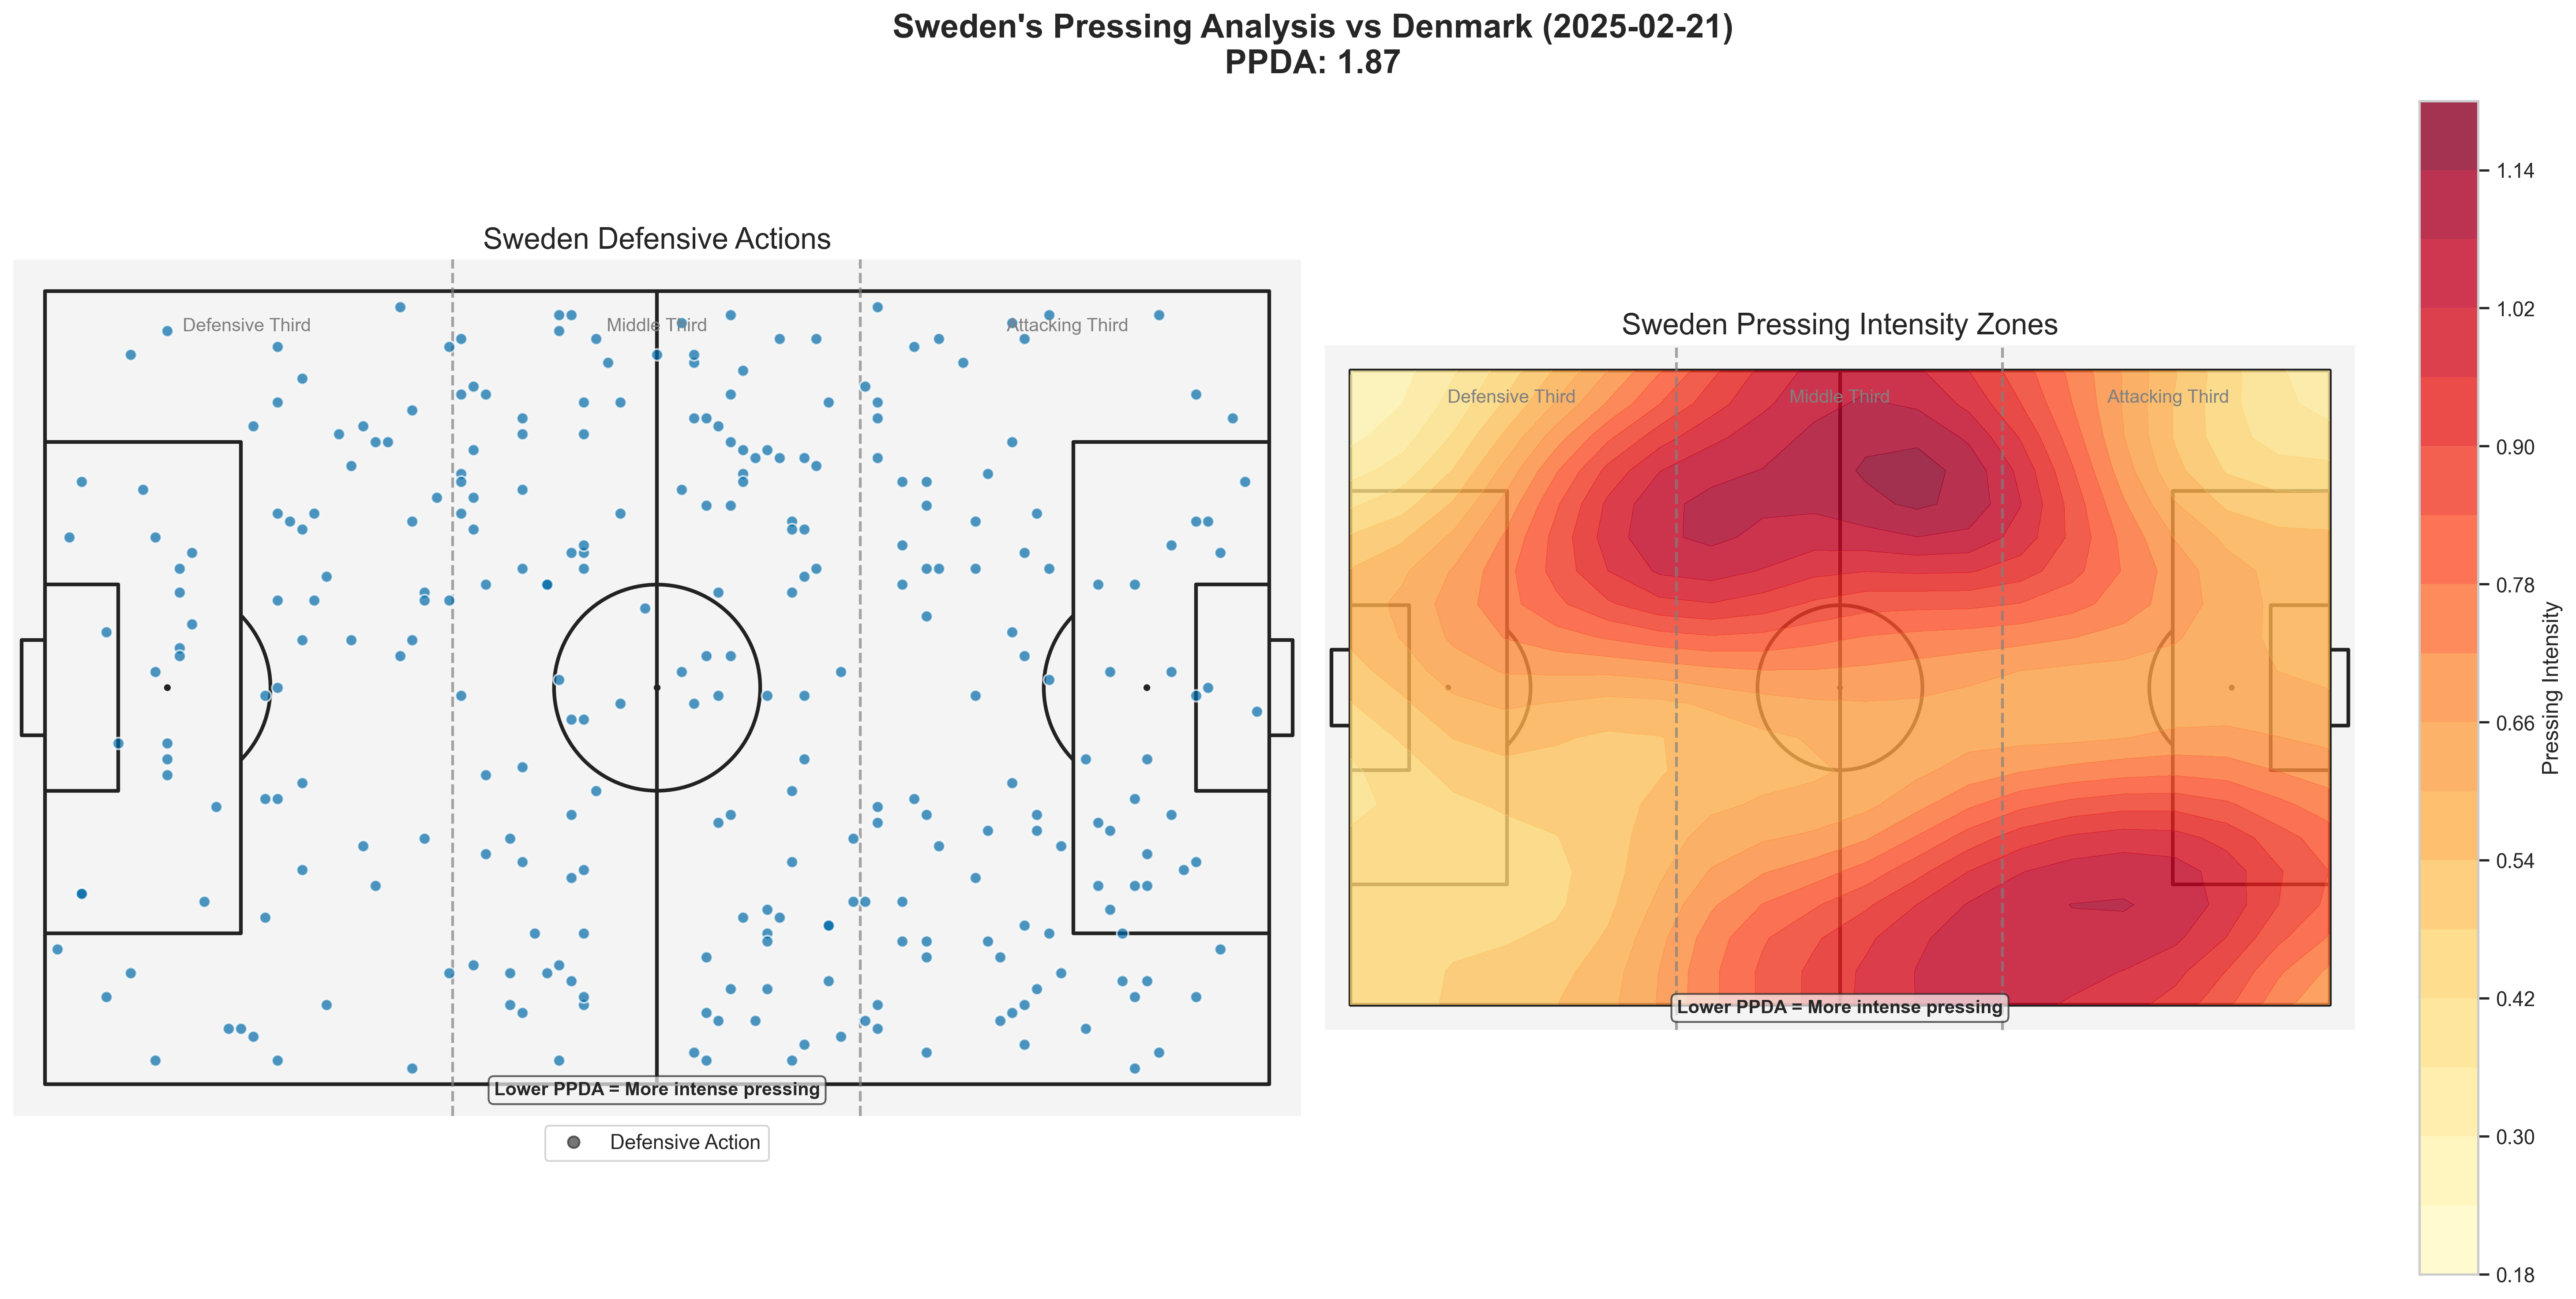 Sweden's Pressing Analysis vs Denmark (2025-02-21)
PPDA: 1.87
Sweden Defensive Actions
Defensive Third
Middle Third
Attacking Third
Lower PPDA = More intense pressing
Defensive Action
Sweden Pressing Intensity Zones
Defensive Third
Middle Third
Attacking Third
Lower PPDA = More intense pressing
1.14
1.02
0.90
0.78
0.66
0.54
0.42
0.30
0.18
Pressing Intensity